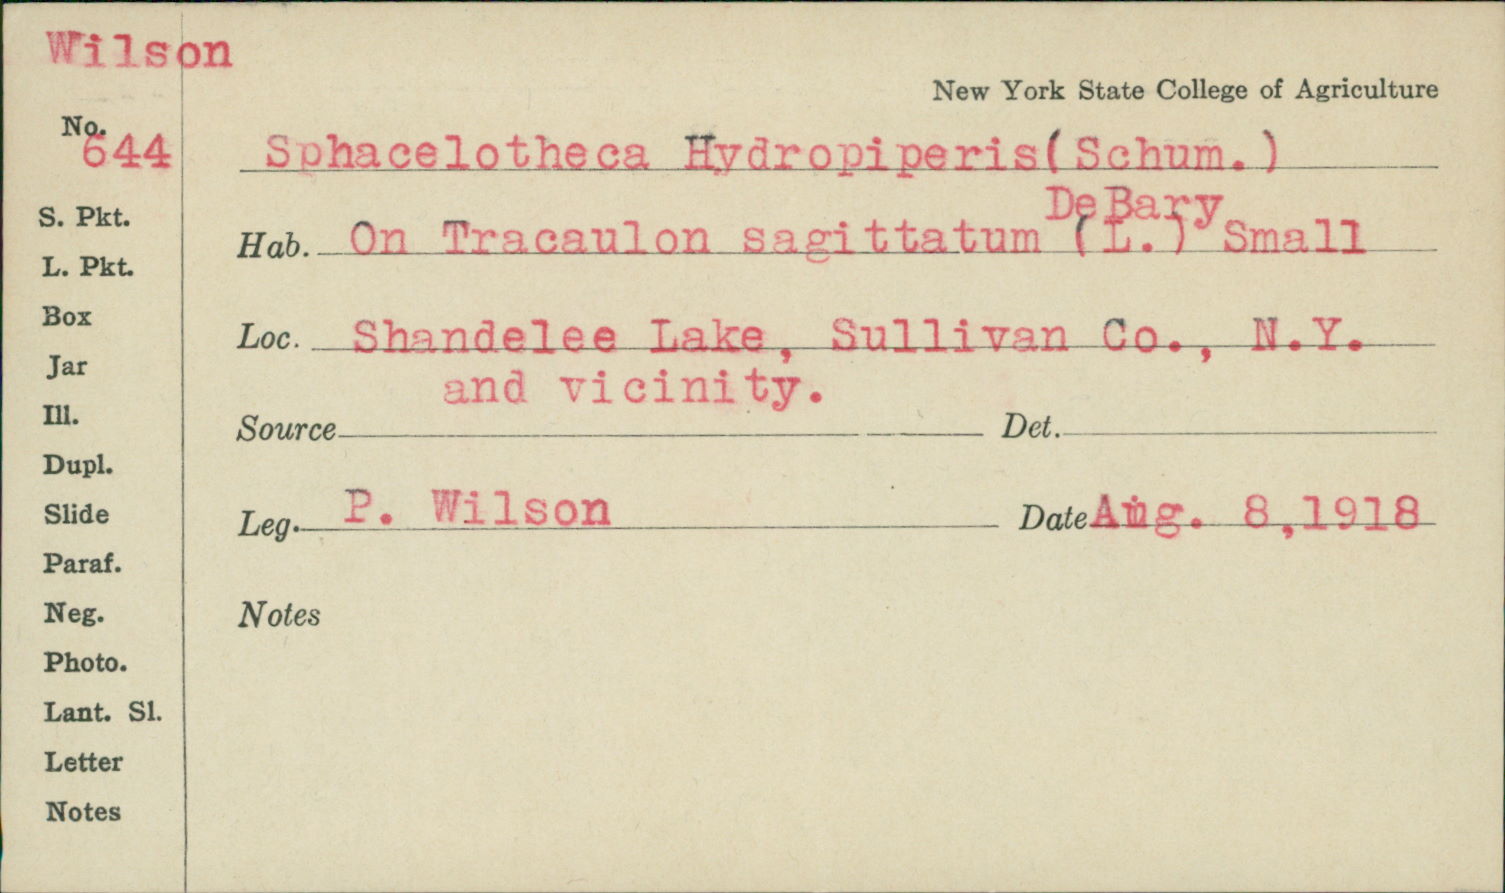 Wilson
New York State College of Agriculture
No.
644
Sphacelotheca Hydropiperis(Schum.)
DeBary
Hab. On Tracaulon sagittatum (L.) Small
Loc. Shandelee Lake, Sullivan Co., N.Y.
and vicinity.
Source Det.
Leg. P. Wilson Date Aug. 8,1918
Notes
S. Pkt.
L. Pkt.
Box
Jar
Ill.
Dupl.
Slide
Paraf.
Neg.
Photo.
Lant. Sl.
Letter
Notes